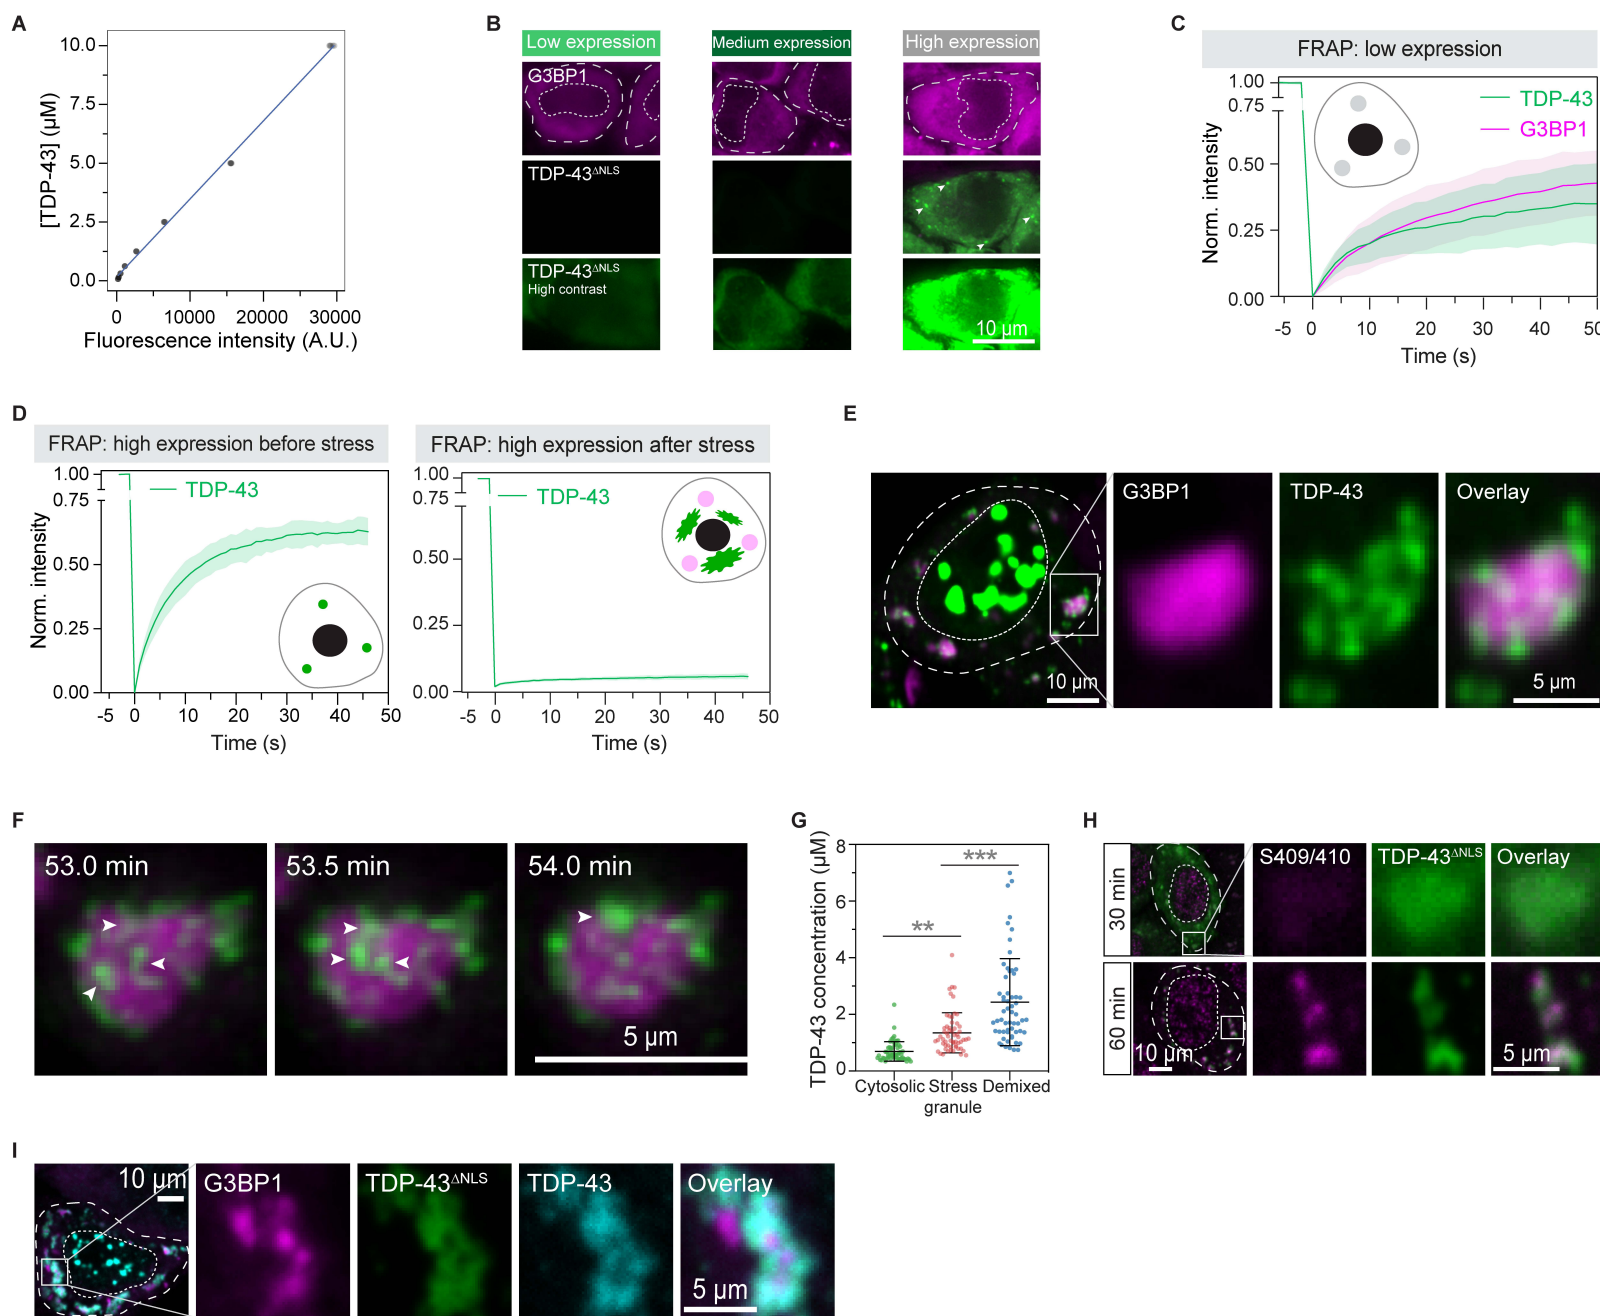 A
[TDP-43] (µM)
10.0
7.5
5.0
2.5
0.0
0
10000
20000
30000
Fluorescence intensity (A.U.)
B
Low expression
Medium expression
High expression
G3BP1
TDP-43ΔNLS
TDP-43ΔNLS
High contrast
10 µm
C
FRAP: low expression
Norm. intensity
1.00
0.75
0.50
0.25
0.00
TDP-43
G3BP1
-5 0 10 20 30 40 50
Time (s)
D
FRAP: high expression before stress
Norm. intensity
1.00
0.75
0.50
0.25
0.00
TDP-43
-5 0 10 20 30 40 50
Time (s)
FRAP: high expression after stress
1.00
0.75
0.50
0.25
0.00
TDP-43
-5 0 10 20 30 40 50
Time (s)
E
10 µm
G3BP1
TDP-43
Overlay
5 µm
F
53.0 min
53.5 min
54.0 min
5 µm
G
TDP-43 concentration (µM)
8
6
4
2
0
**
***
Cytosolic Stress Demixed
granule
H
30 min
60 min
S409/410
TDP-43ΔNLS
Overlay
10 µm
5 µm
I
10 µm
G3BP1
TDP-43ΔNLS
TDP-43
Overlay
5 µm